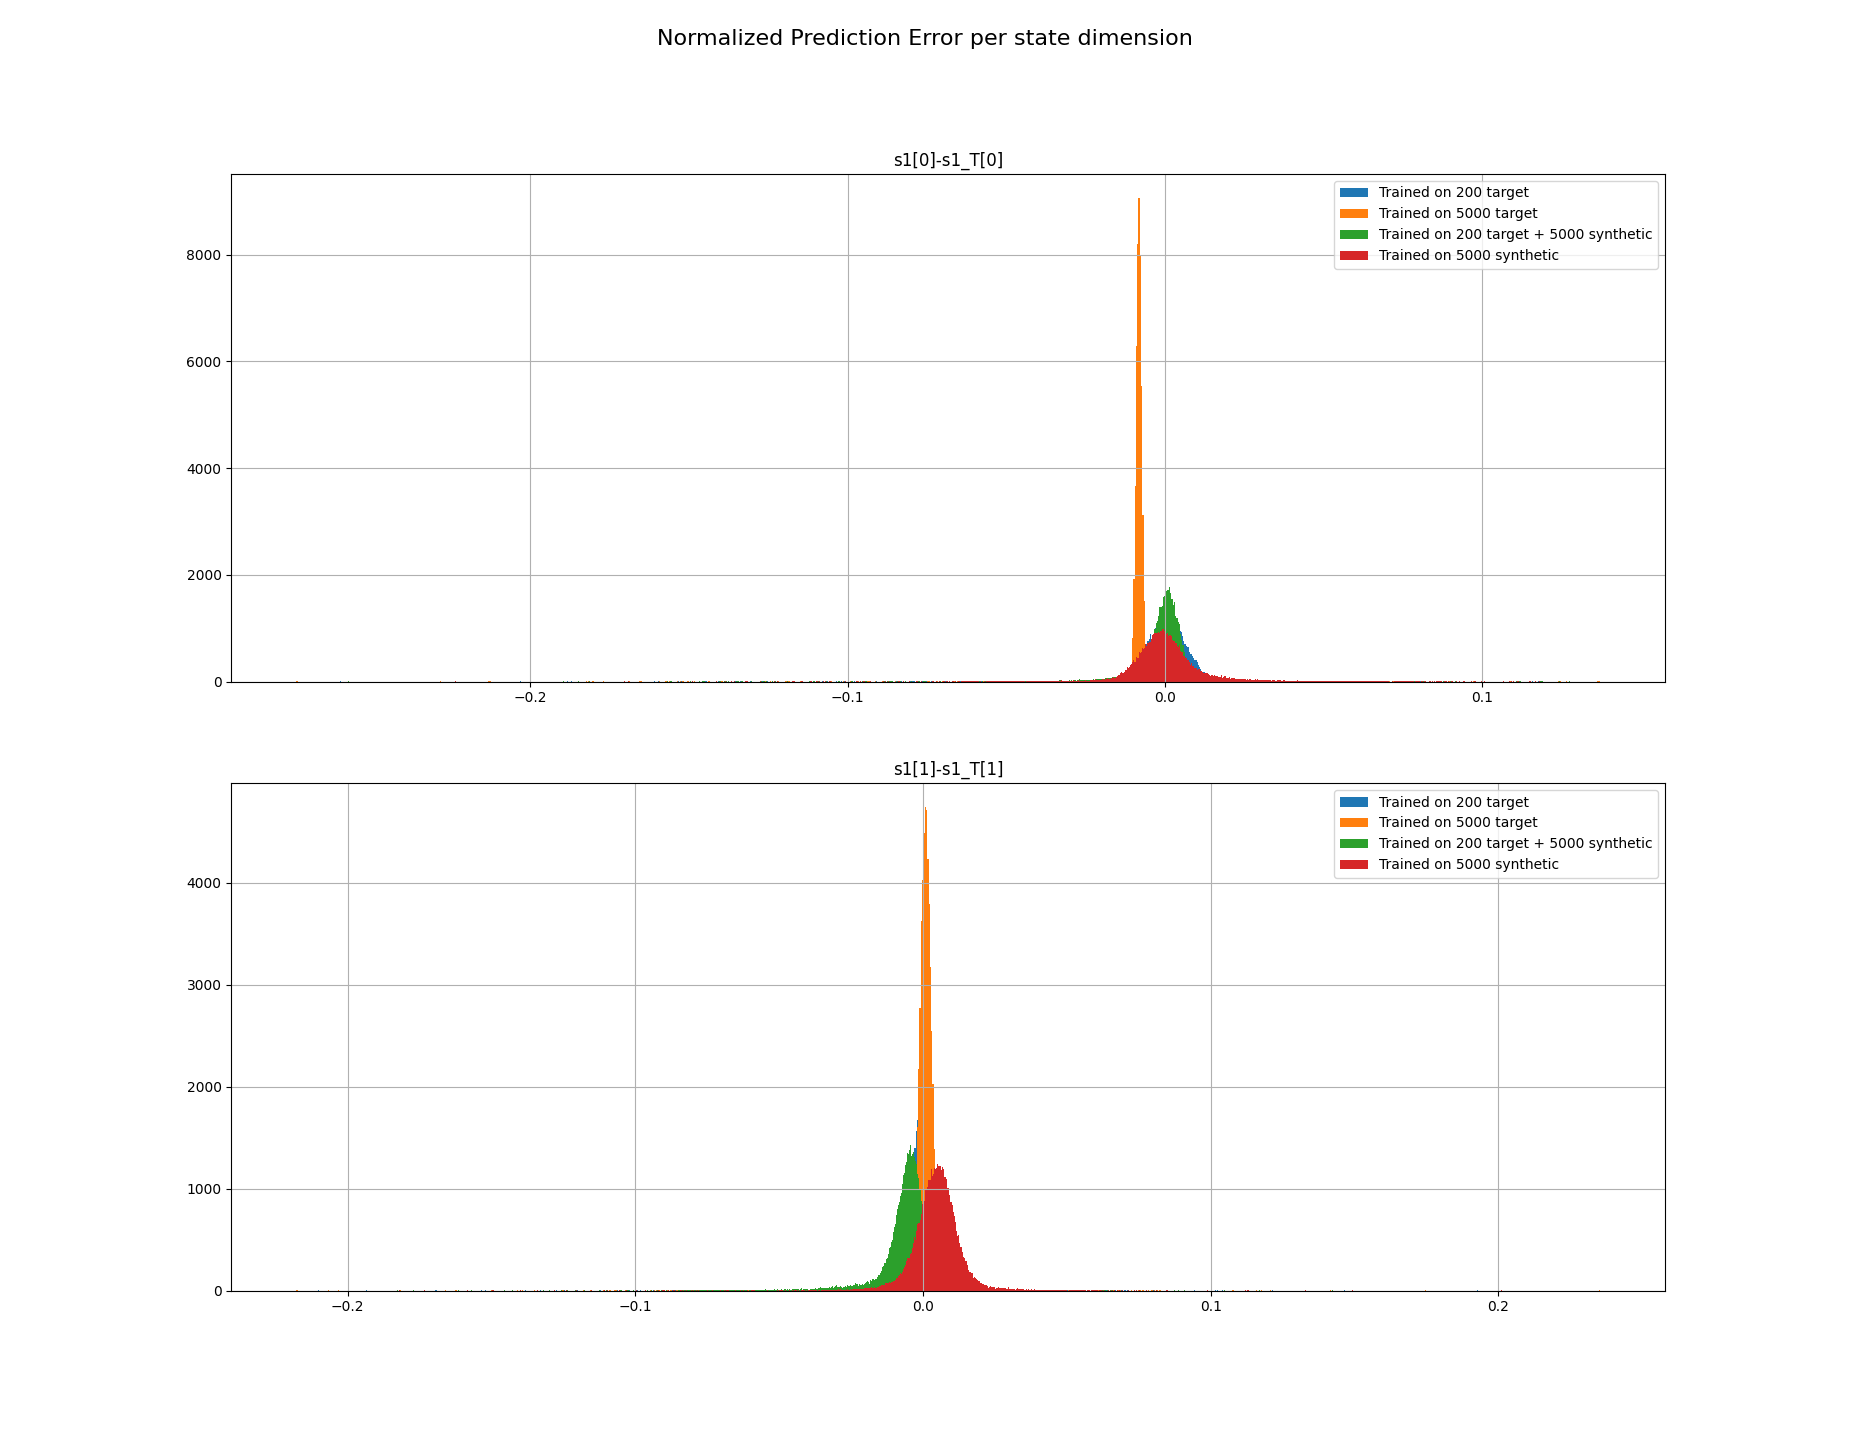 Normalized Prediction Error per state dimension
s1[0]-s1_T[0]
Trained on 200 target
Trained on 5000 target
Trained on 200 target + 5000 synthetic
Trained on 5000 synthetic
8000
6000
4000
2000
0
−0.2 −0.1 0.0 0.1
s1[1]-s1_T[1]
Trained on 200 target
Trained on 5000 target
Trained on 200 target + 5000 synthetic
Trained on 5000 synthetic
4000
3000
2000
1000
0
−0.2 −0.1 0.0 0.1 0.2